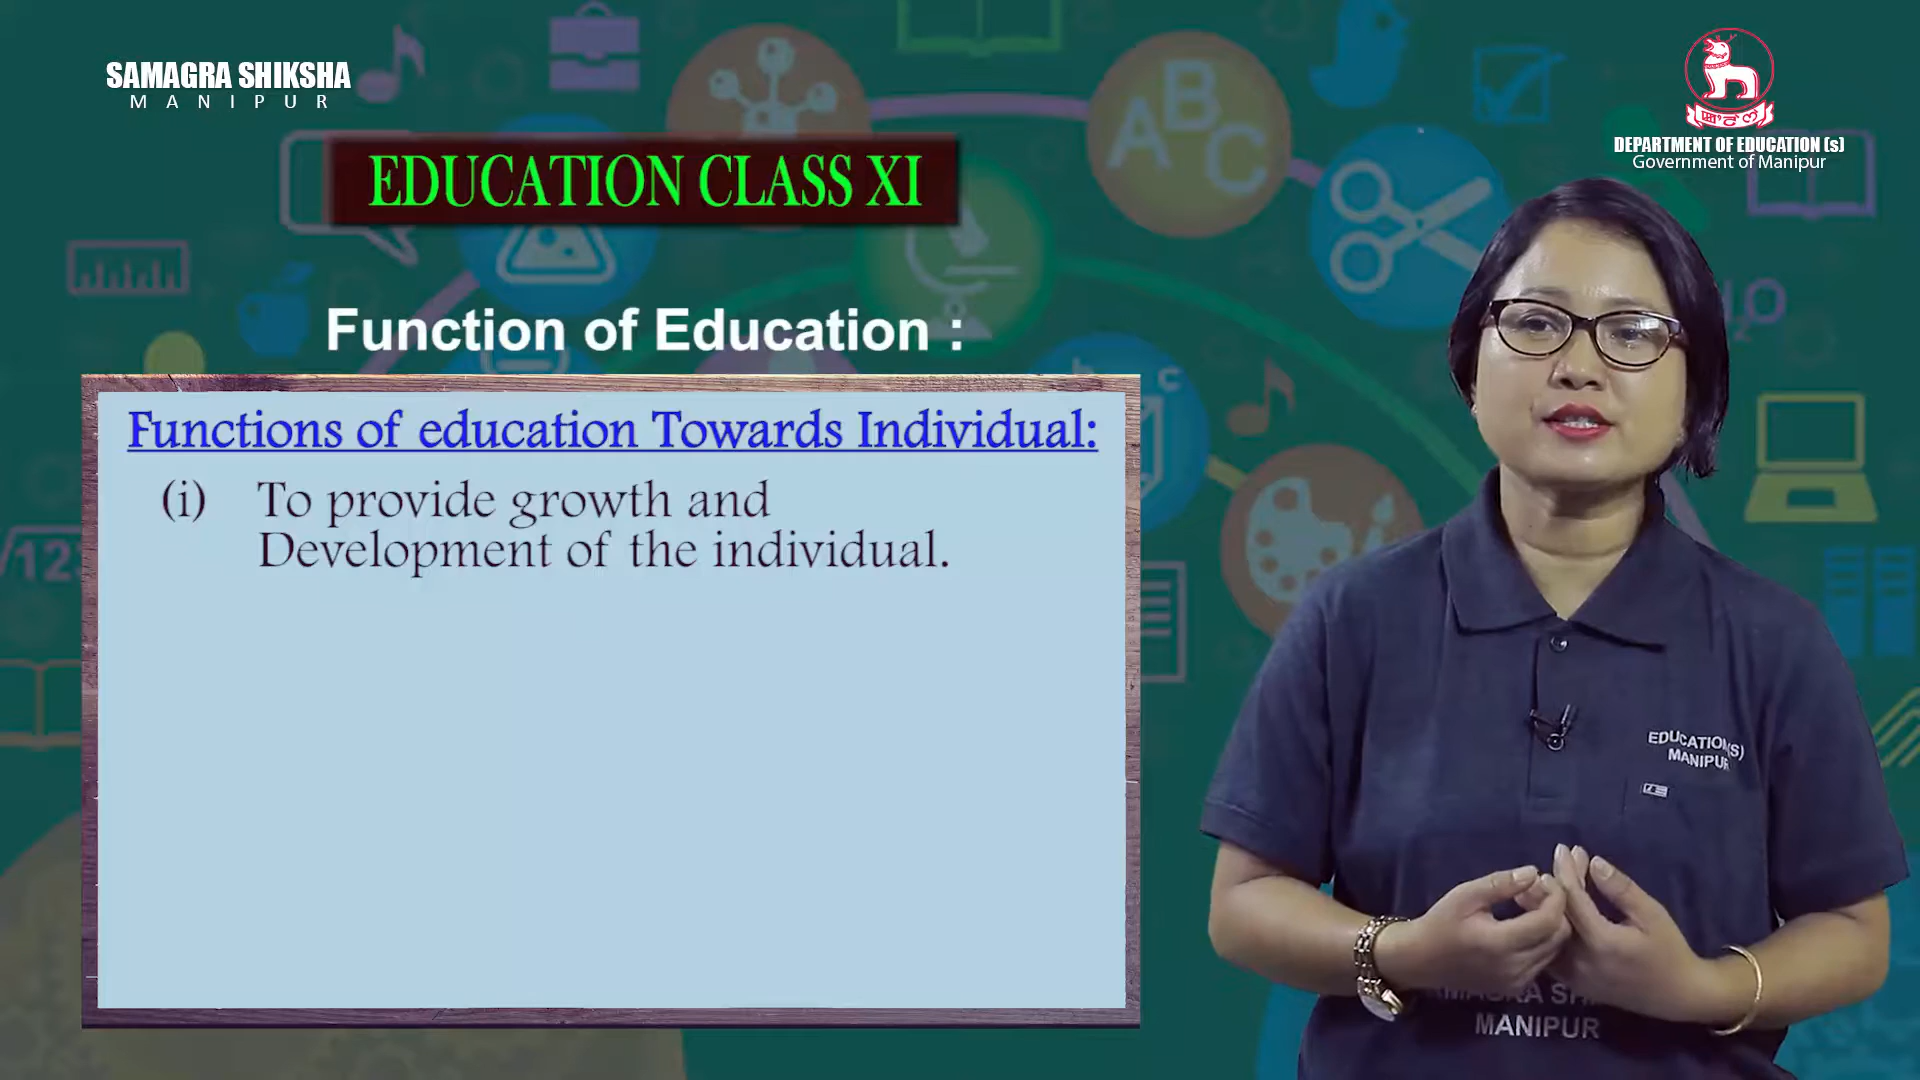 SAMAGRA SHIKSHA
MANIPUR
DEPARTMENT OF EDUCATION (s)
Government of Manipur
EDUCATION CLASS XI
A B C
Function of Education :
Functions of education Towards Individual:
(i) To provide growth and
Development of the individual.
EDUCATION(S)
MANIPUR
MANIPUR